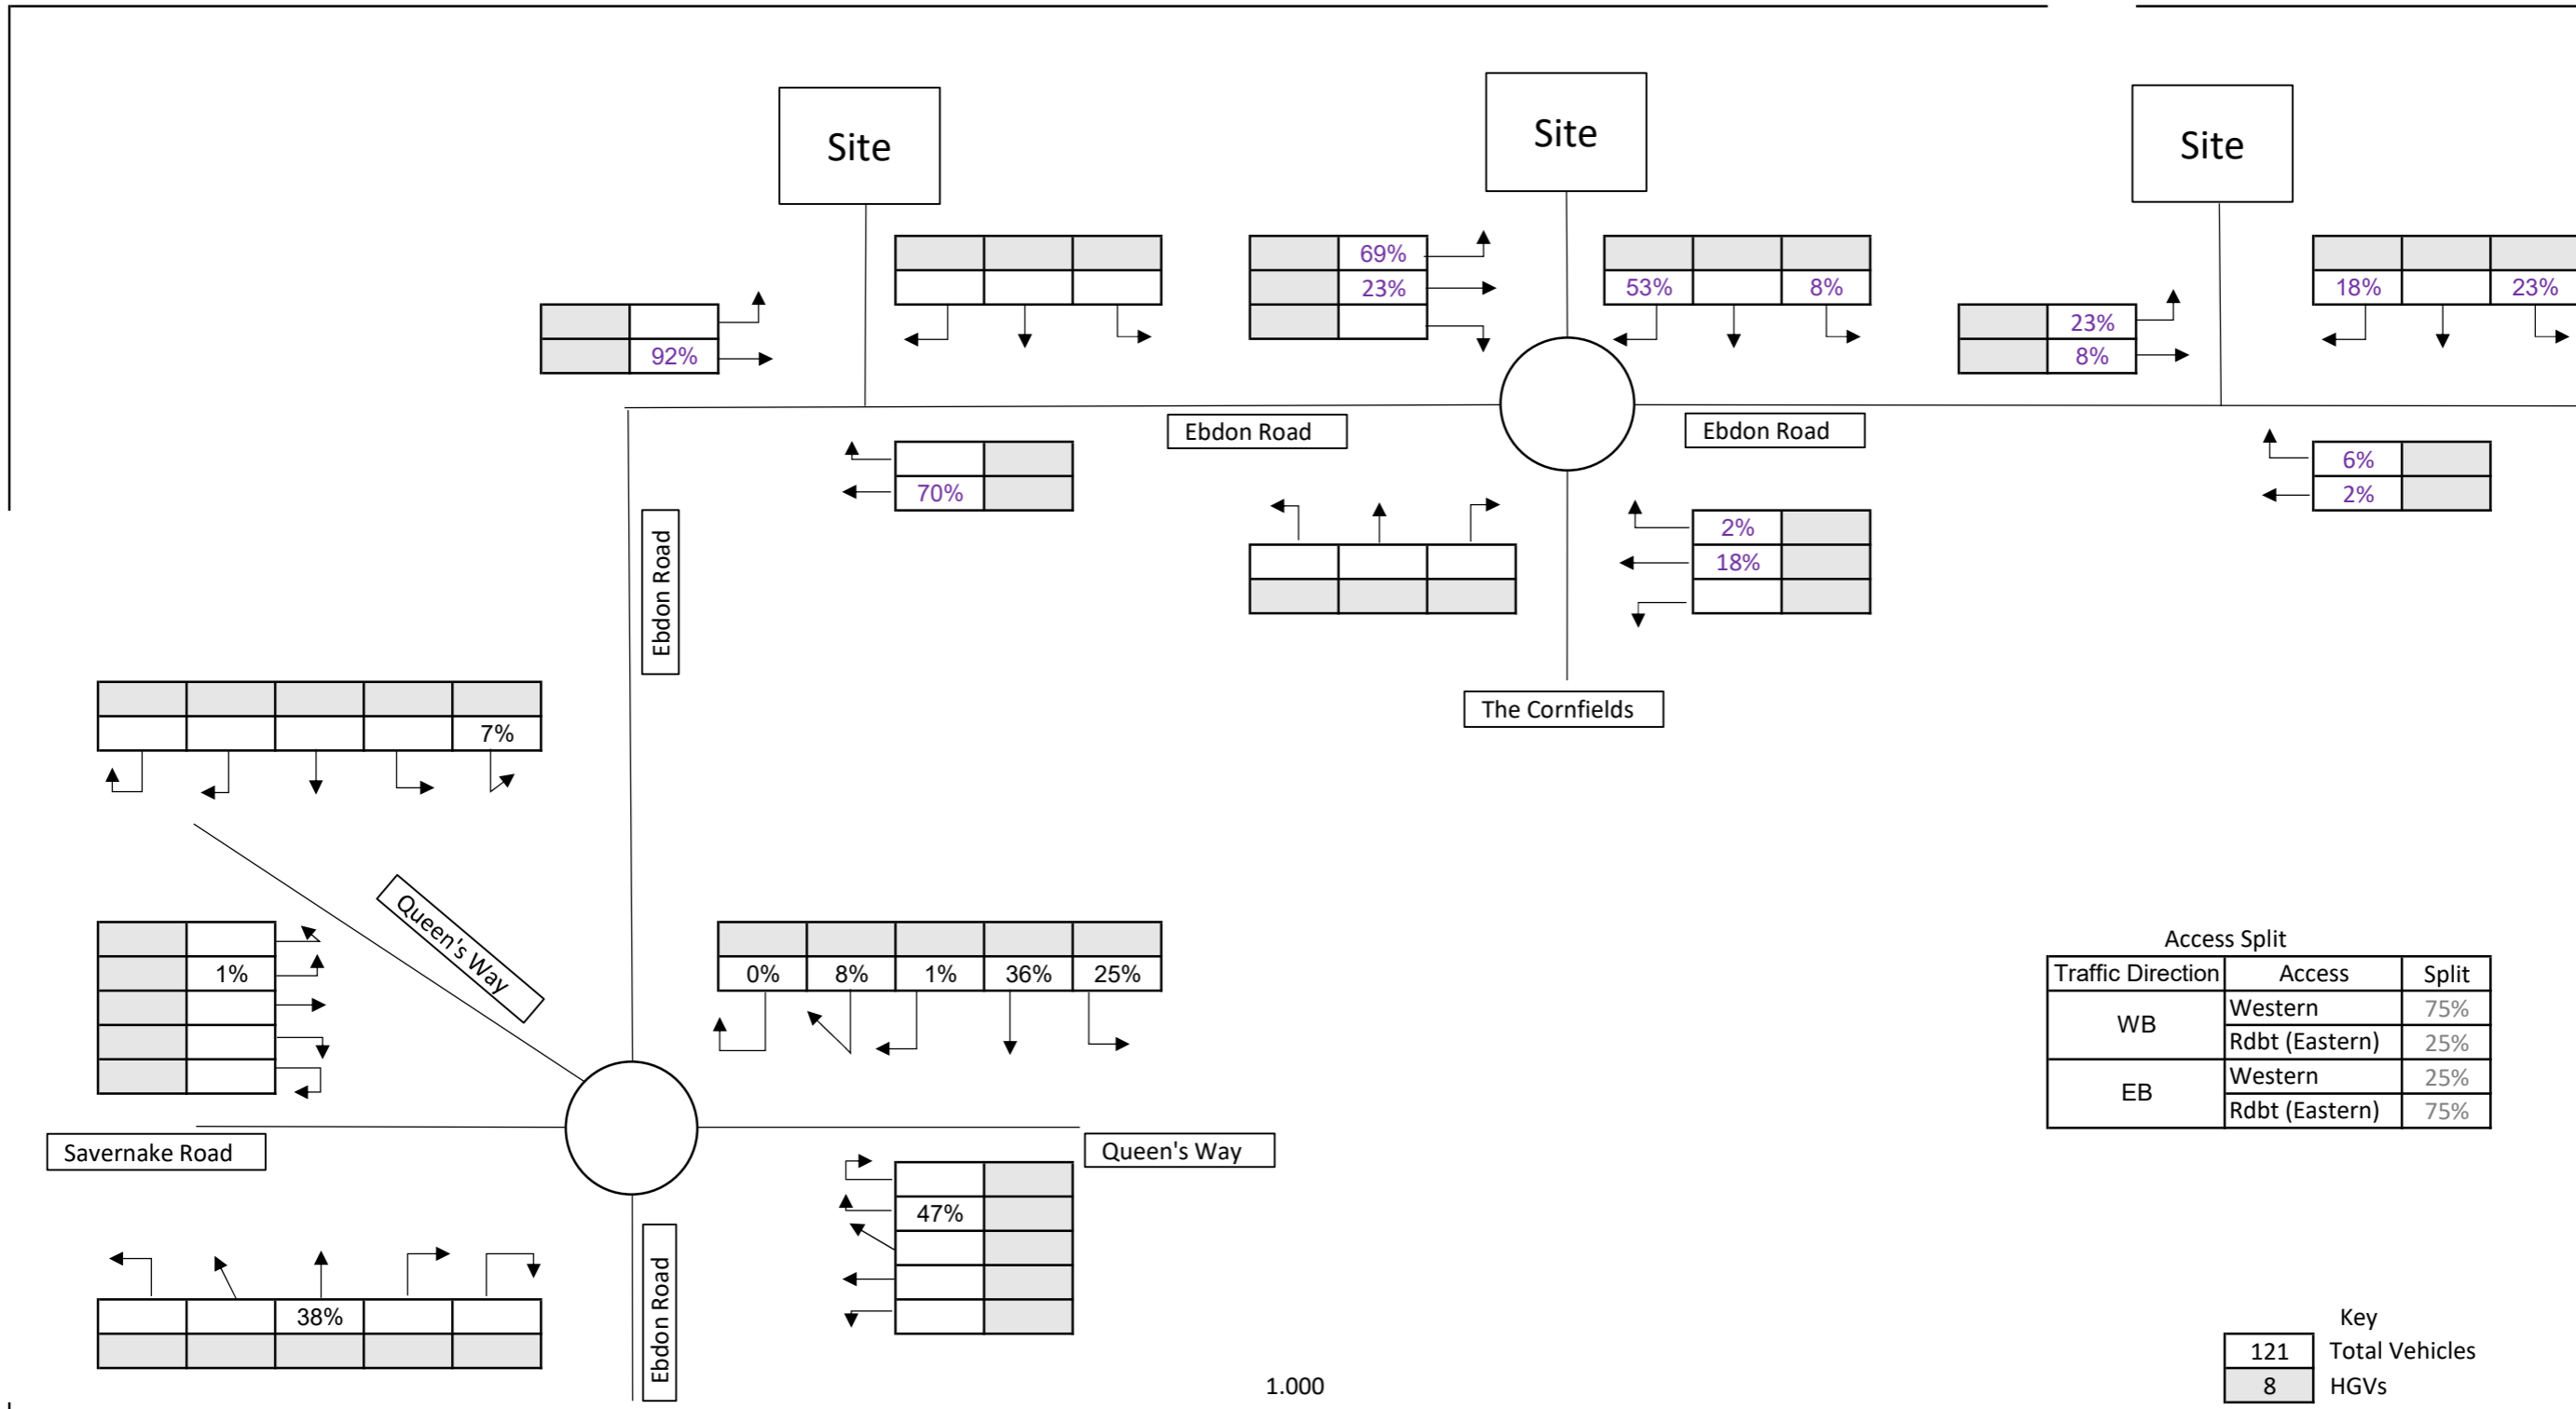 Site
Site
Site
69%
23%
53% 8%
18% 23%
92%
23%
8%
Ebdon Road
Ebdon Road
70%
6%
2%
2%
18%
Ebdon Road
The Cornfields
7%
Queen's Way
1%
0% 8% 1% 36% 25%
Access Split
Traffic Direction Access Split
WB Western 75%
Rdbt (Eastern) 25%
EB Western 25%
Rdbt (Eastern) 75%
Savernake Road
Queen's Way
47%
38%
Ebdon Road
1.000
Key
121 Total Vehicles
8 HGVs